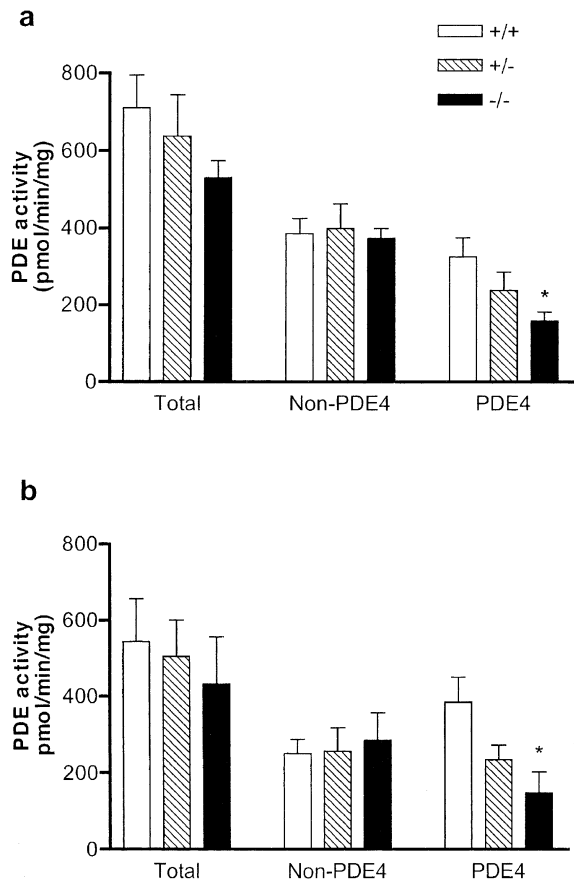 a
+/+
+/-
-/-
800
600
400
200
0
PDE activity
(pmol/min/mg)
Total Non-PDE4 PDE4
*
b
800
600
400
200
0
PDE activity
pmol/min/mg)
Total Non-PDE4 PDE4
*